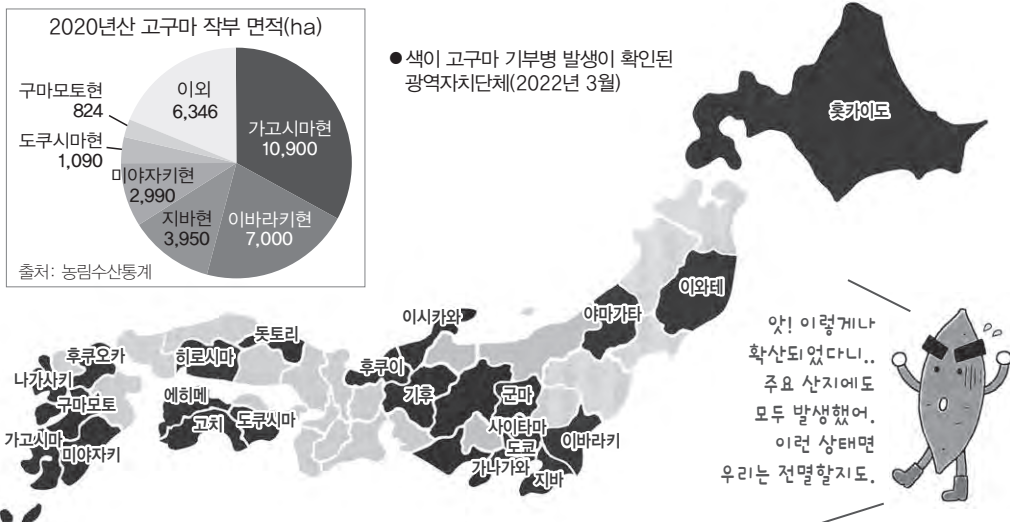 2020년산 고구마 작부 면적(ha)
이외
6,346
구마모토현
824
도쿠시마현
1,090
미야자키현
2,990
지바현
3,950
이바라키현
7,000
가고시마현
10,900
출처: 농림수산통계
● 색이 고구마 기부병 발생이 확인된
광역자치단체(2022년 3월)
홋카이도
이와테
야마가타
이시카와
돗토리
후쿠이
히로시마
후쿠오카
나가사키
구마모토
에히메
기후
군마
고치
도쿠시마
사이타마
도쿄
이바라키
가고시마
미야자키
가나가와
지바
앗! 이렇게나
확산되었다니..
주요 산지에도
모두 발생했어.
이런 상태면
우리는 전멸할지도.